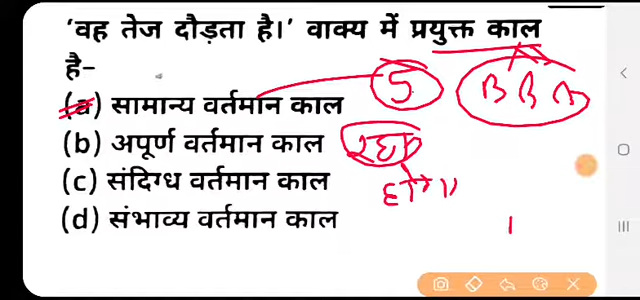 'वह तेज दौड़ता है।' वाक्य में प्रयुक्त काल
है–
(a) सामान्य वर्तमान काल
(b) अपूर्ण वर्तमान काल
(c) संदिग्ध वर्तमान काल
(d) संभाव्य वर्तमान काल